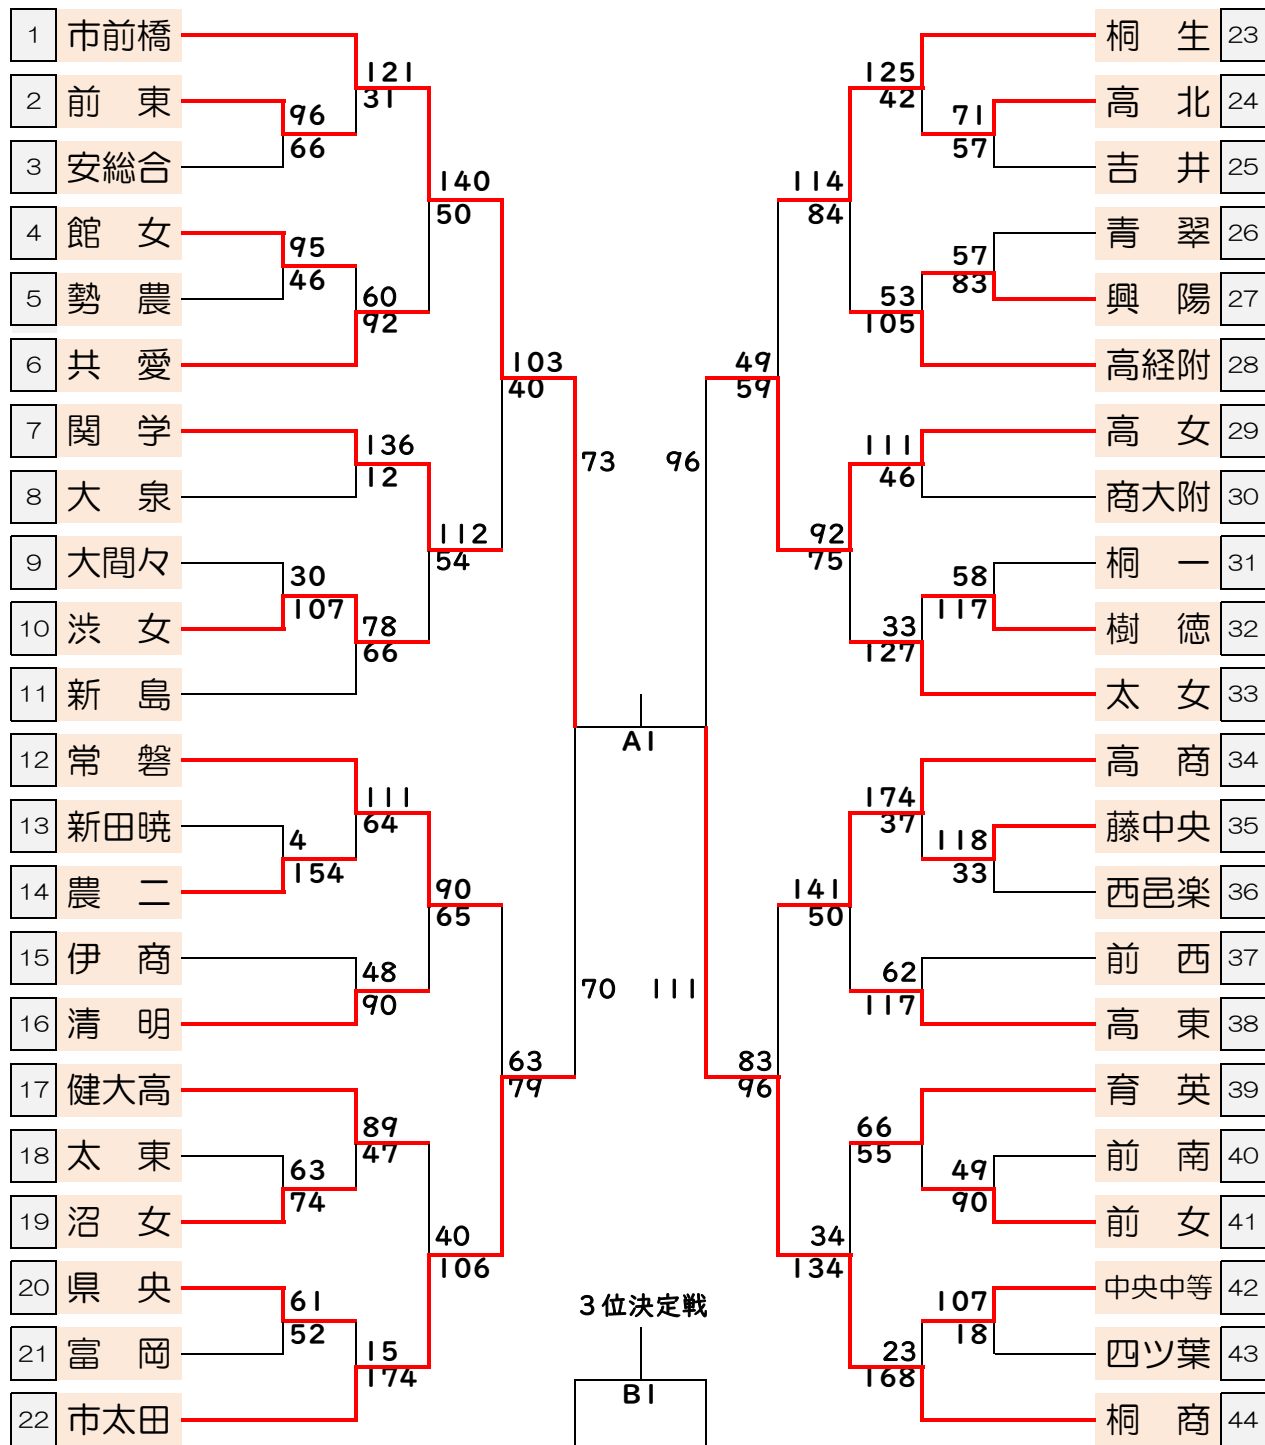 1 市前橋
2 前　東
3 安総合
4 館　女
5 勢　農
6 共　愛
7 関　学
8 大　泉
9 大間々
10 渋　女
11 新　島
12 常　磐
13 新田暁
14 農　二
15 伊　商
16 清　明
17 健大高
18 太　東
19 沼　女
20 県　央
21 富　岡
22 市太田
121
31
96
66
140
50
95
46
60
92
103
40
136
12
112
54
30
107
78
66
73
111
64
4
154
90
65
48
90
70
63
79
89
47
63
74
40
106
61
52
15
174
A1
3位決定戦
B1
125
42
71
57
114
84
57
83
53
105
49
59
96
111
46
92
75
58
117
33
127
174
37
118
33
141
50
62
117
111
83
96
66
55
49
90
34
134
107
18
23
168
桐　生 23
高　北 24
吉　井 25
青　翠 26
興　陽 27
高経附 28
高　女 29
商大附 30
桐　一 31
樹　徳 32
太　女 33
高　商 34
藤中央 35
西邑楽 36
前　西 37
高　東 38
育　英 39
前　南 40
前　女 41
中央中等 42
四ツ葉 43
桐　商 44